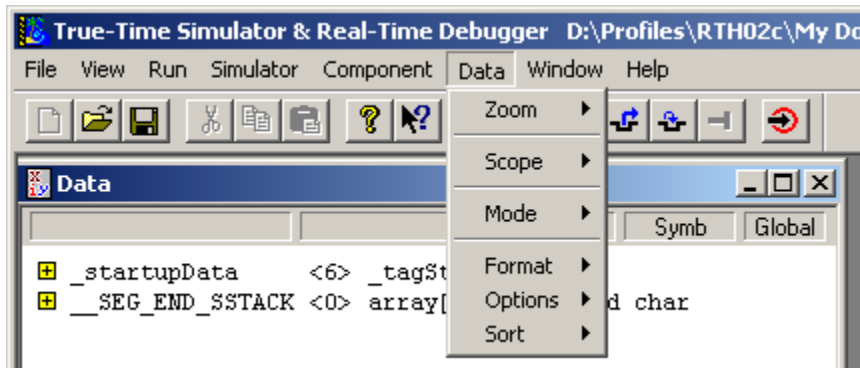 True-Time Simulator & Real-Time Debugger D:\Profiles\RTH02c\My Do
File View Run Simulator Component Data Window Help
Zoom
Scope
Mode
Format
Options
Sort
Data
Symb Global
_startupData <6> _tagSt
__SEG_END_SSTACK <0> array[ d char